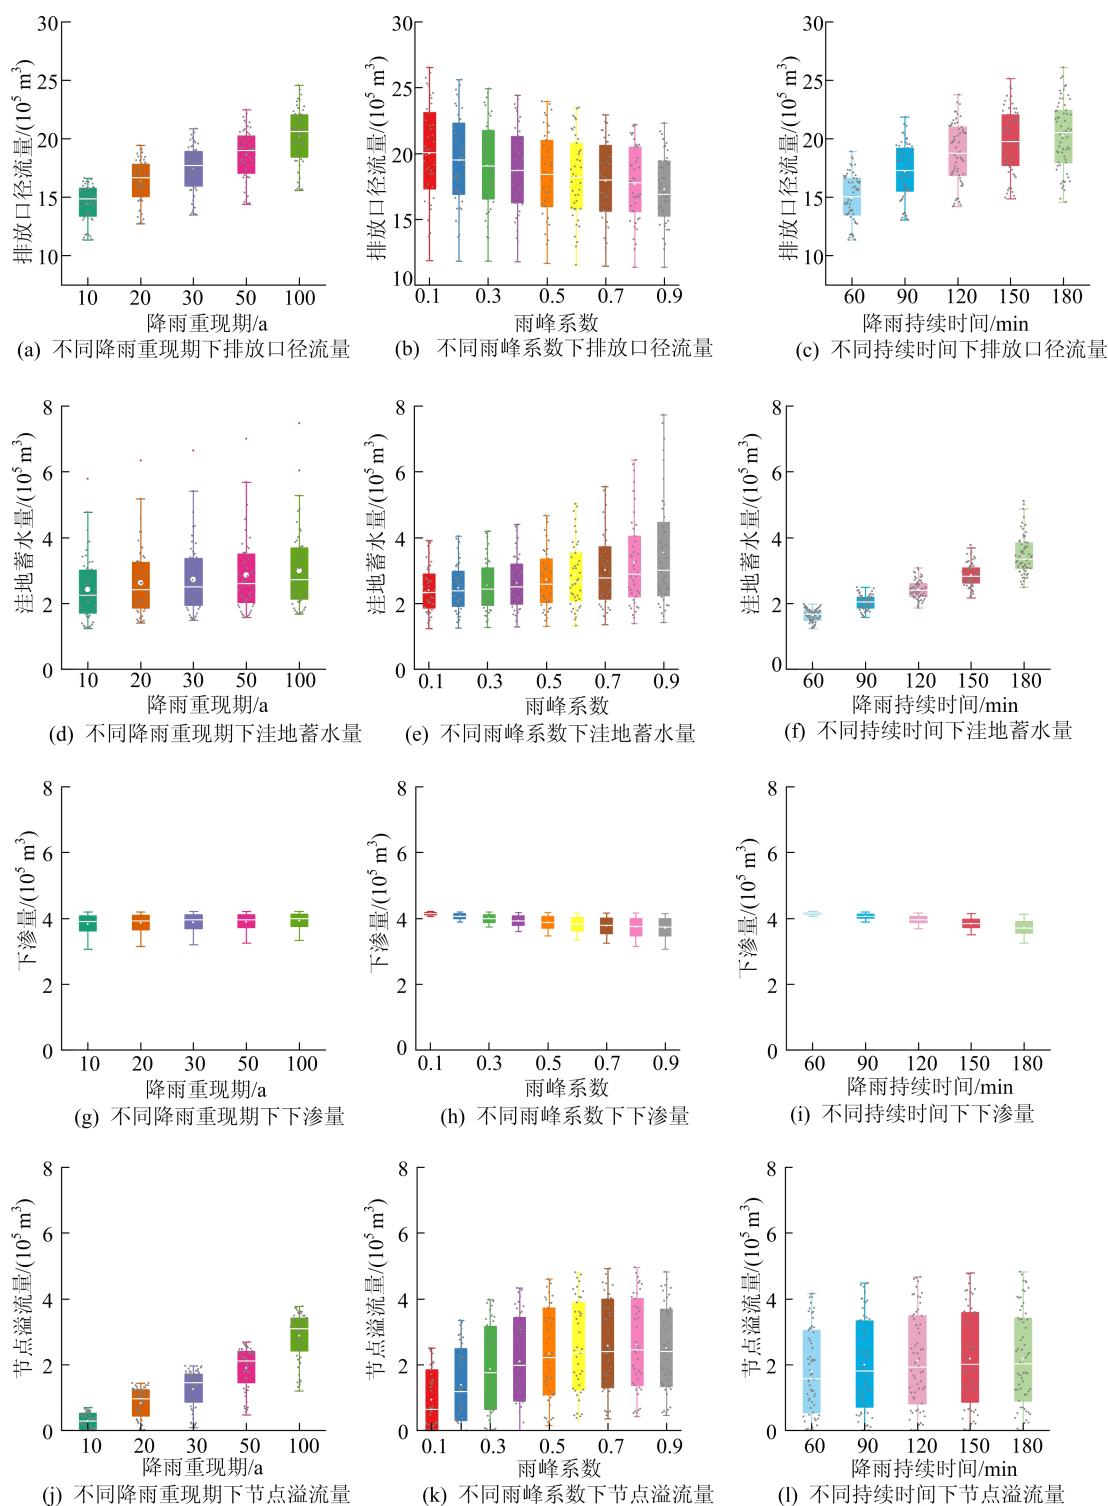 30
25
20
15
10
排放口径流量/(10⁵ m³)
10 20 30 50 100
降雨重现期/a
(a) 不同降雨重现期下排放口径流量
30
25
20
15
10
排放口径流量/(10⁵ m³)
0.1 0.3 0.5 0.7 0.9
雨峰系数
(b) 不同雨峰系数下排放口径流量
30
25
20
15
10
排放口径流量/(10⁵ m³)
60 90 120 150 180
降雨持续时间/min
(c) 不同持续时间下排放口径流量
8
6
4
2
0
洼地蓄水量/(10⁵ m³)
10 20 30 50 100
降雨重现期/a
(d) 不同降雨重现期下洼地蓄水量
8
6
4
2
0
洼地蓄水量/(10⁵ m³)
0.1 0.3 0.5 0.7 0.9
雨峰系数
(e) 不同雨峰系数下洼地蓄水量
8
6
4
2
0
洼地蓄水量/(10⁵ m³)
60 90 120 150 180
降雨持续时间/min
(f) 不同持续时间下洼地蓄水量
8
6
4
2
0
下渗量/(10⁵ m³)
10 20 30 50 100
降雨重现期/a
(g) 不同降雨重现期下下渗量
8
6
4
2
0
下渗量/(10⁵ m³)
0.1 0.3 0.5 0.7 0.9
雨峰系数
(h) 不同雨峰系数下下渗量
8
6
4
2
0
下渗量/(10⁵ m³)
60 90 120 150 180
降雨持续时间/min
(i) 不同持续时间下下渗量
8
6
4
2
0
节点溢流量/(10⁵ m³)
10 20 30 50 100
降雨重现期/a
(j) 不同降雨重现期下节点溢流量
8
6
4
2
0
节点溢流量/(10⁵ m³)
0.1 0.3 0.5 0.7 0.9
雨峰系数
(k) 不同雨峰系数下节点溢流量
8
6
4
2
0
节点溢流量/(10⁵ m³)
60 90 120 150 180
降雨持续时间/min
(l) 不同持续时间下节点溢流量